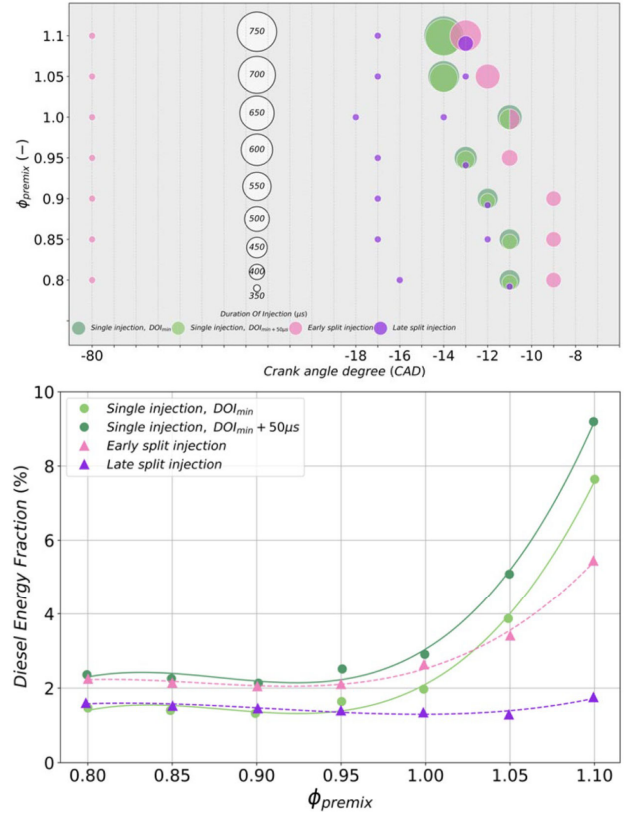 1.1
1.05
1.0
0.95
0.9
0.85
0.8
ϕpremix (−)
750
700
650
600
550
500
450
400
350
Duration Of Injection (μs)
Single injection, DOImin
Single injection, DOImin + 50μs
Early split injection
Late split injection
-80 -18 -16 -14 -12 -10 -8
Crank angle degree (CAD)
10
8
6
4
2
0
Diesel Energy Fraction (%)
Single injection, DOImin
Single injection, DOImin + 50μs
Early split injection
Late split injection
0.80 0.85 0.90 0.95 1.00 1.05 1.10
ϕpremix